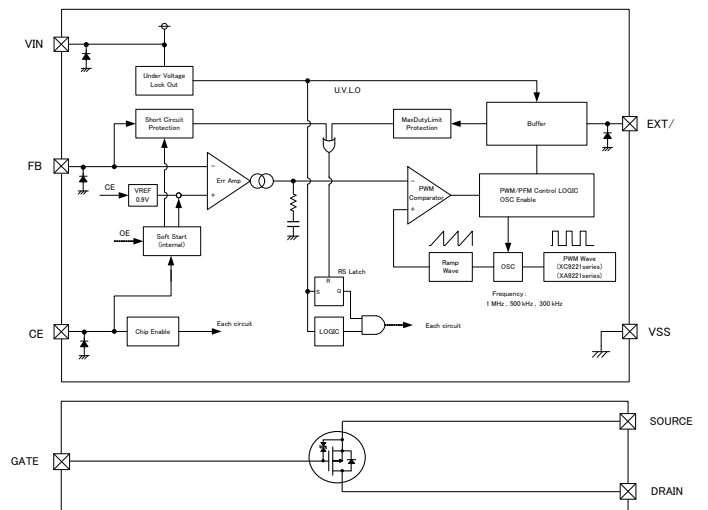 VIN
Under Voltage
Lock Out
U.V.L.O
Short Circuit
Protection
MaxDutyLimit
Protection
Buffer
EXT/
FB
CE
VREF
0.9V
−
+
Err Amp
−
+
PWM
Comparator
PWM/PFM Control LOGIC
OSC Enable
OE
Soft Start
(internal)
Ramp
Wave
OSC
PWM Wave
(XC9221series)
(XA9221series)
Frequency:
1 MHz , 500 kHz , 300 kHz
RS Latch
R
S
Q
LOGIC
Each circuit
CE
Chip Enable
Each circuit
VSS
SOURCE
GATE
DRAIN